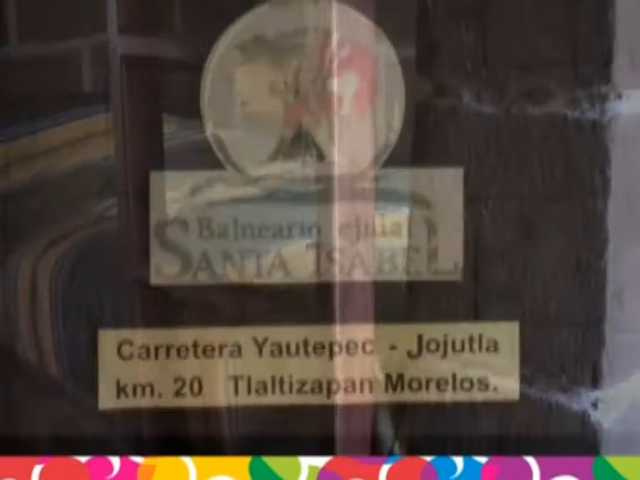 Balneario ejidal
SANTA ISABEL
Carretera Yautepec - Jojutla
km. 20 Tlaltizapan Morelos.